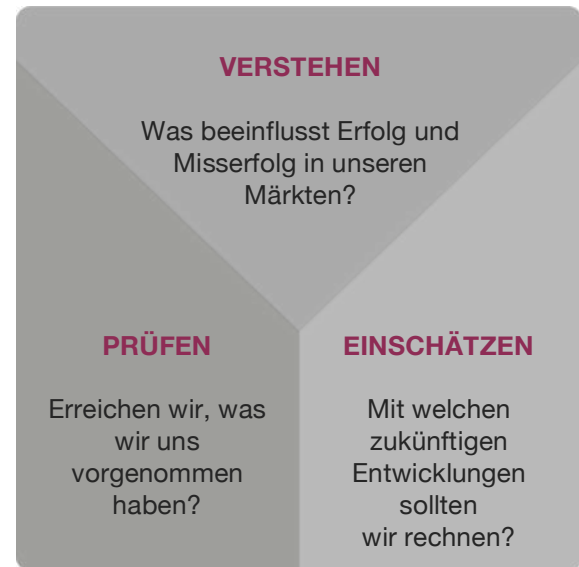 VERSTEHEN
Was beeinflusst Erfolg und
Misserfolg in unseren
Märkten?
PRÜFEN
Erreichen wir, was
wir uns
vorgenommen
haben?
EINSCHÄTZEN
Mit welchen
zukünftigen
Entwicklungen
sollten
wir rechnen?